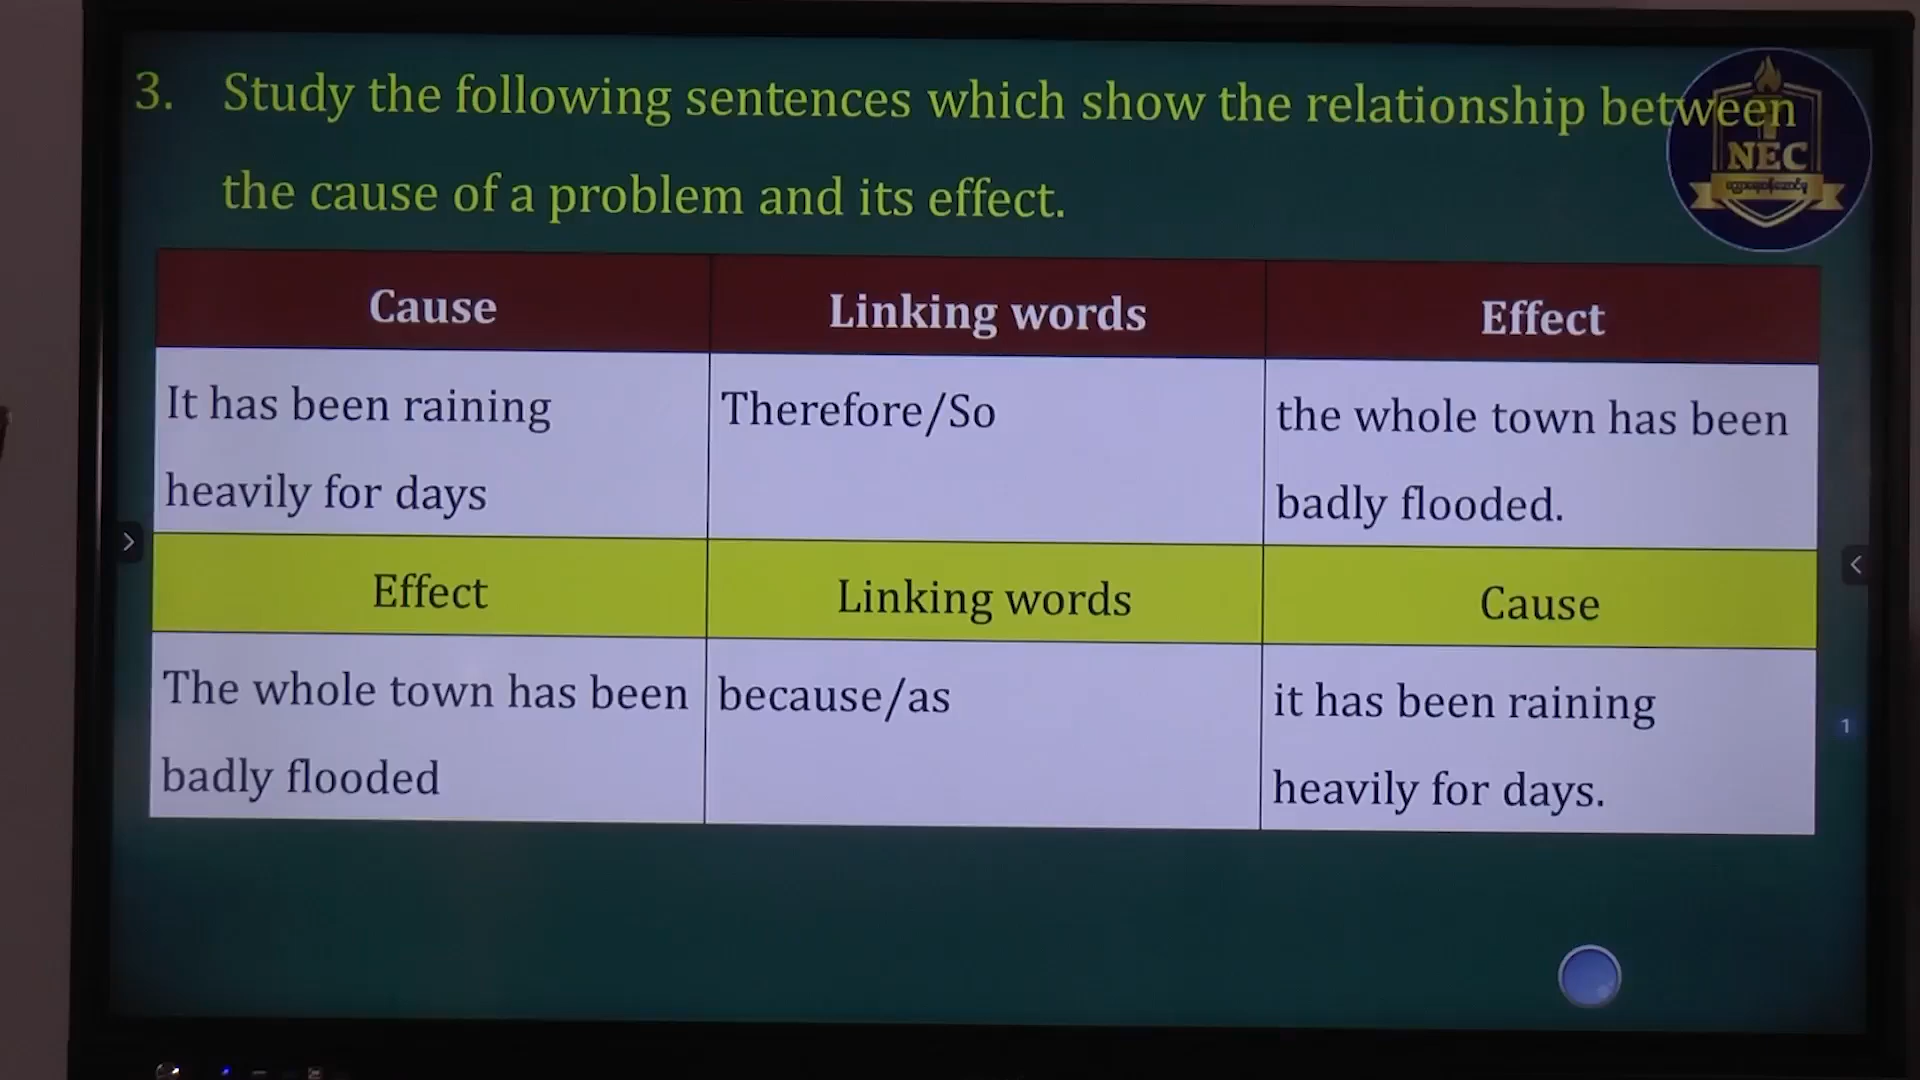 3. Study the following sentences which show the relationship between
the cause of a problem and its effect.
NEC
Cause Linking words Effect
It has been raining Therefore/So the whole town has been
heavily for days badly flooded.
Effect Linking words Cause
The whole town has been because/as it has been raining
badly flooded heavily for days.
1